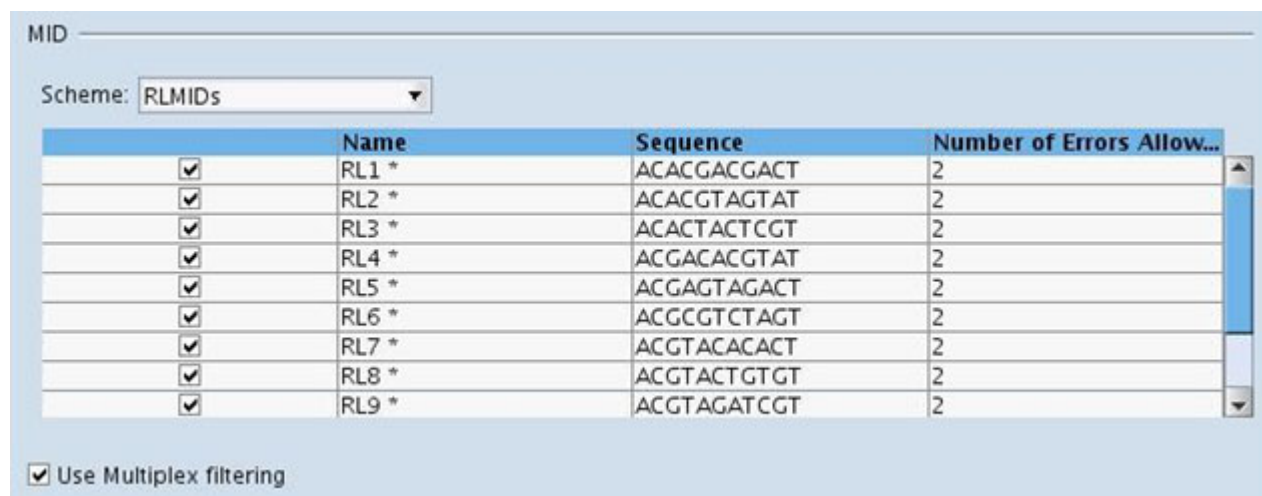 MID
Scheme: RLMIDs
Name Sequence Number of Errors Allow...
RL1 * ACACGACGACT 2
RL2 * ACACGTAGTAT 2
RL3 * ACACTACTCGT 2
RL4 * ACGACACGTAT 2
RL5 * ACGAGTAGACT 2
RL6 * ACGCGTCTAGT 2
RL7 * ACGTACACACT 2
RL8 * ACGTACTGTGT 2
RL9 * ACGTAGATCGT 2
Use Multiplex filtering